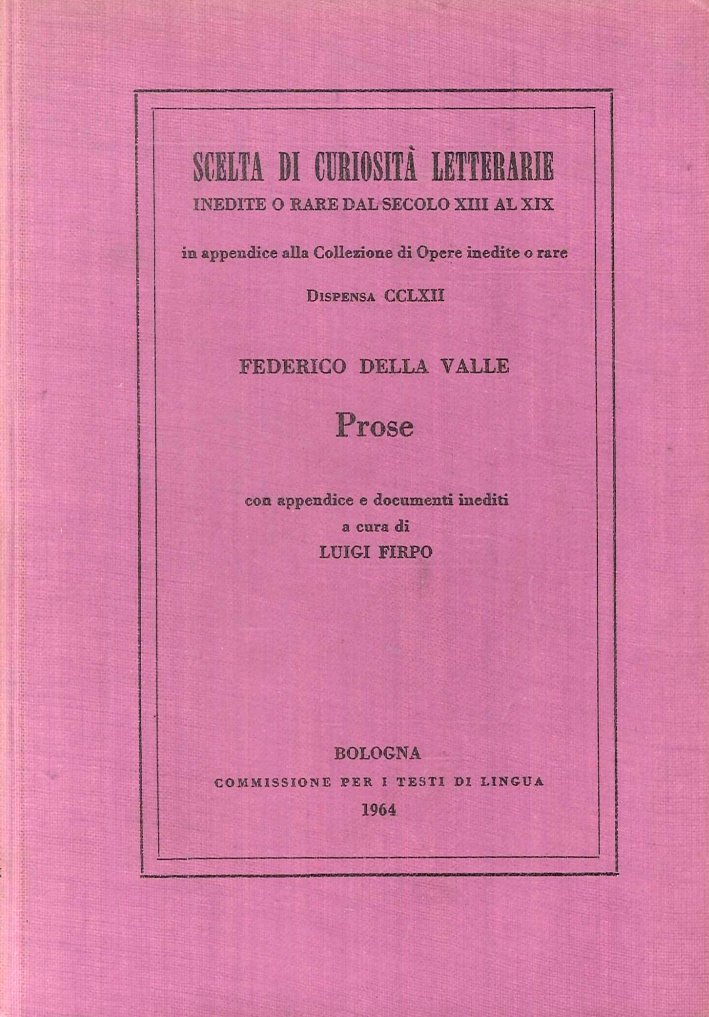 SCELTA DI CURIOSITÀ LETTERARIE
INEDITE O RARE DAL SECOLO XIII AL XIX
in appendice alla Collezione di Opere inedite o rare
DISPENSA CCLXII
FEDERICO DELLA VALLE
Prose
con appendice e documenti inediti
a cura di
LUIGI FIRPO
BOLOGNA
COMMISSIONE PER I TESTI DI LINGUA
1964